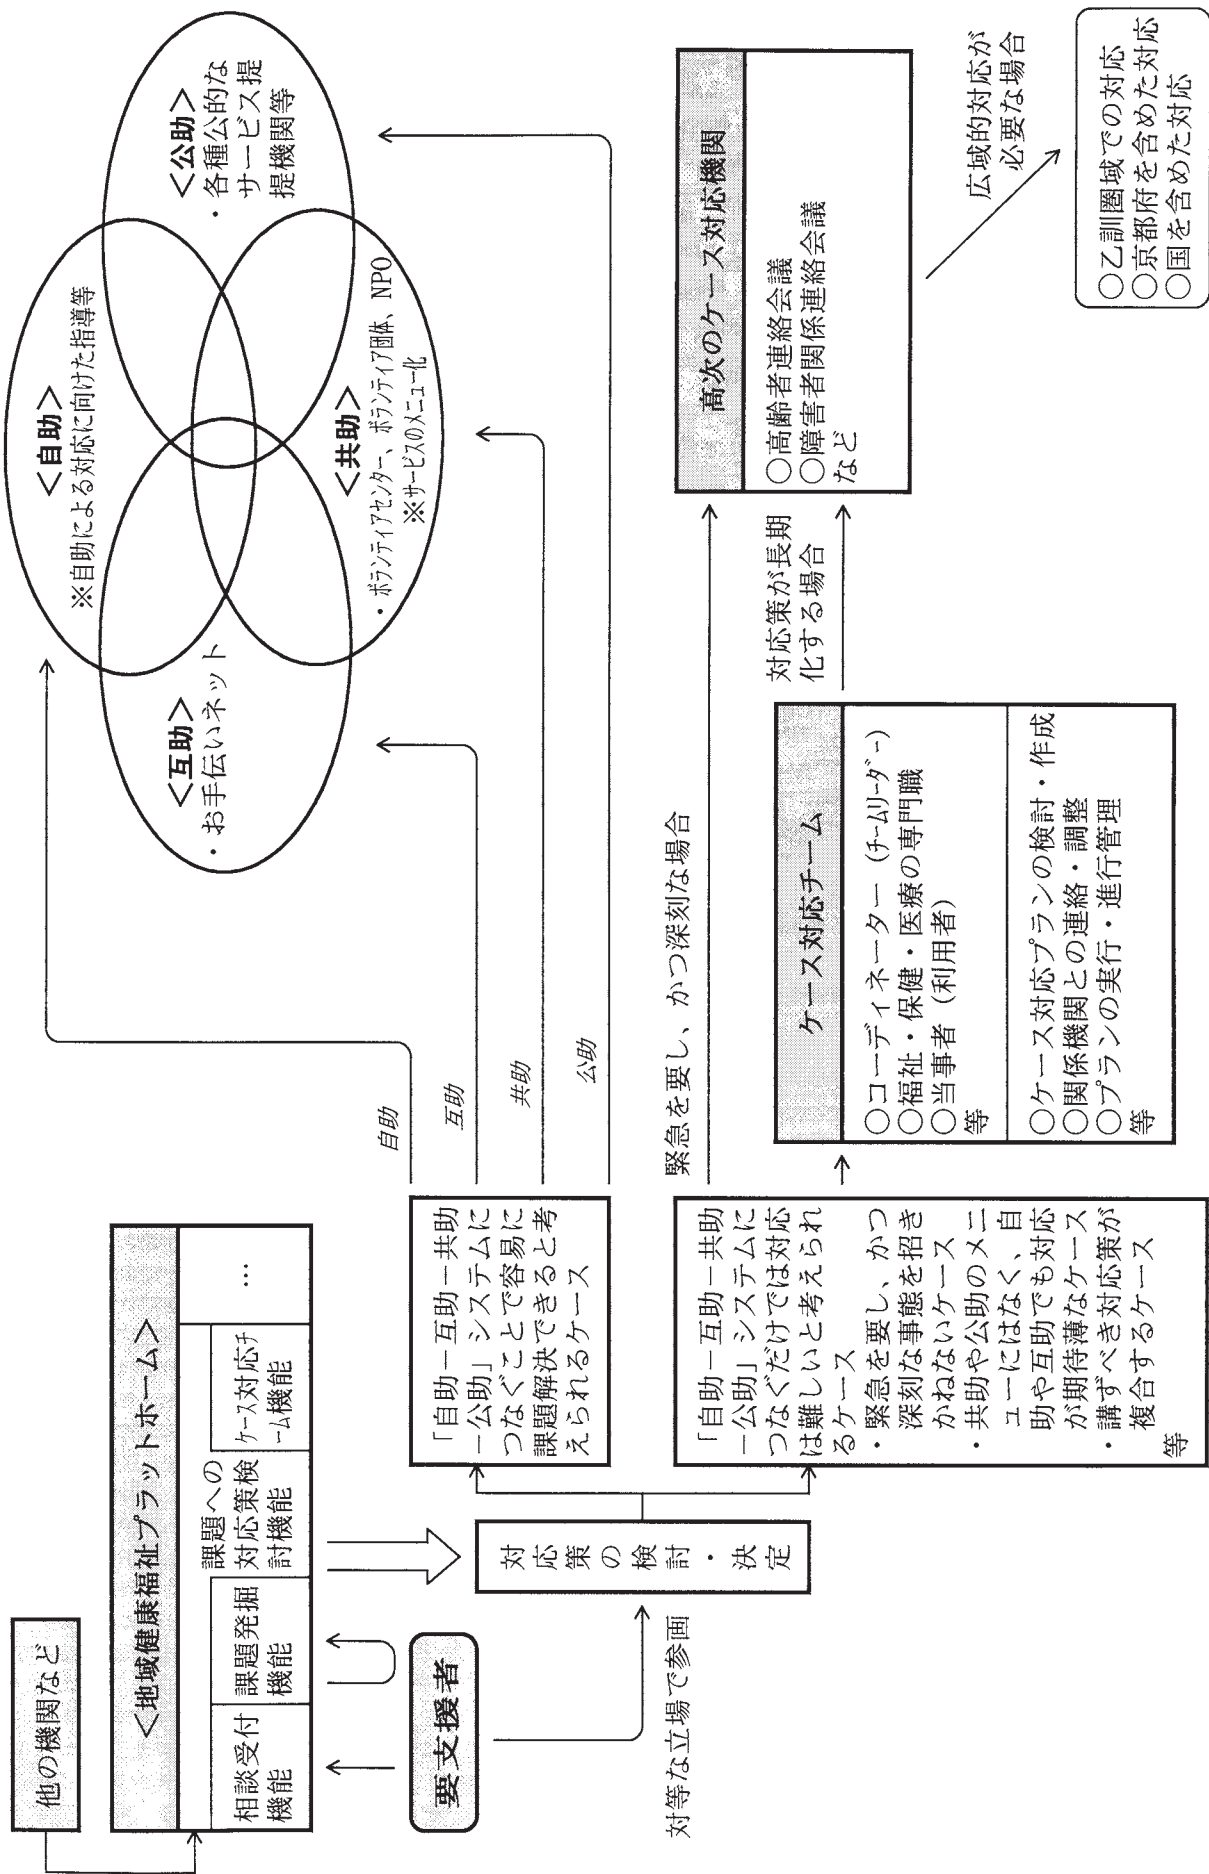 他の機関など
<地域健康福祉プラットホーム>
相談受付
機能
課題発掘
機能
課題への
対応策検
討機能
ケース対応チ
ーム機能
…
要支援者
対等な立場で参画
対応策の検討・決定
「自助－互助－共助
－公助」システムに
つなぐことで容易に
課題解決できると考
えられるケース
自助
互助
共助
公助
<自助>
※自助による対応に向けた指導等
<互助>
・お手伝いネット
<共助>
・ボランティアセンター、ボランティア団体、NPO
※サービスのメニュー化
<公助>
・各種公的な
サービス提
提機関等
「自助－互助－共助
－公助」システムに
つなぐだけでは対応
は難しいと考えられ
るケース
・緊急を要し、かつ
深刻な事態を招き
かねないケース
・共助や公助のメニ
ューにはなく、自
助や互助でも対応
が期待薄なケース
・講ずべき対応策が
複合するケース
等
緊急を要し、かつ深刻な場合
ケース対応チーム
○コーディネーター（チームリーダー）
○福祉・保健・医療の専門職
○当事者（利用者）
等
○ケース対応プランの検討・作成
○関係機関との連絡・調整
○プランの実行・進行管理
等
対応策が長期
化する場合
高次のケース対応機関
○高齢者連絡会議
○障害者関係連絡会議
など
広域的対応が
必要な場合
○乙訓圏域での対応
○京都府を含めた対応
○国を含めた対応